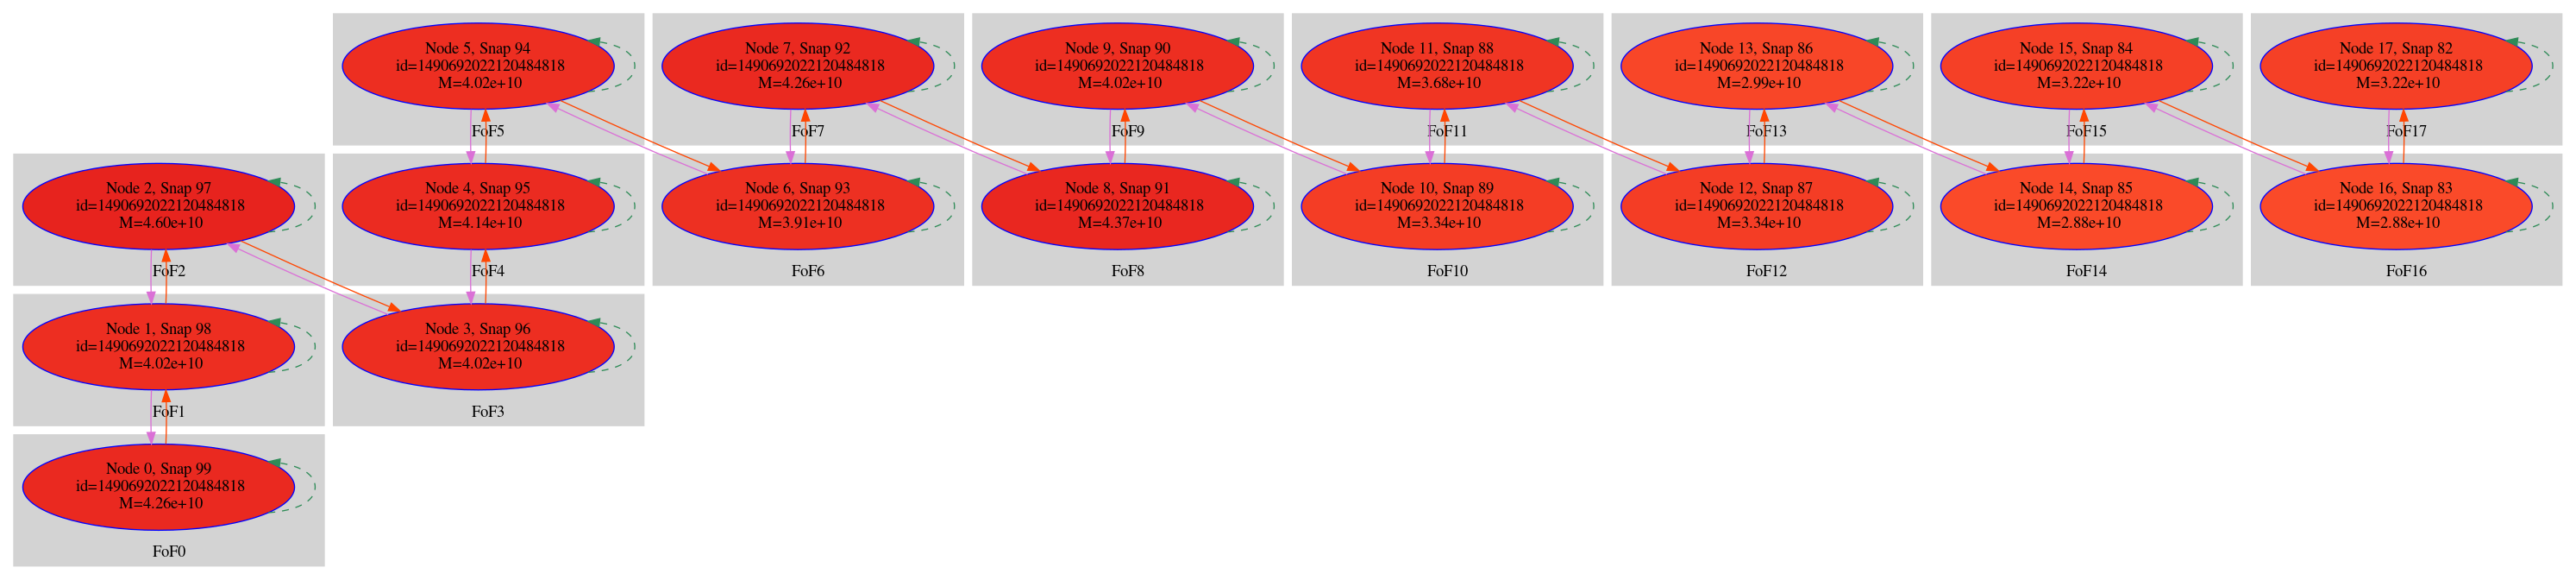 Node 5, Snap 94
id=1490692022120484818
M=4.02e+10
FoF5
Node 7, Snap 92
id=1490692022120484818
M=4.26e+10
FoF7
Node 9, Snap 90
id=1490692022120484818
M=4.02e+10
FoF9
Node 11, Snap 88
id=1490692022120484818
M=3.68e+10
FoF11
Node 13, Snap 86
id=1490692022120484818
M=2.99e+10
FoF13
Node 15, Snap 84
id=1490692022120484818
M=3.22e+10
FoF15
Node 17, Snap 82
id=1490692022120484818
M=3.22e+10
FoF17
Node 2, Snap 97
id=1490692022120484818
M=4.60e+10
FoF2
Node 4, Snap 95
id=1490692022120484818
M=4.14e+10
FoF4
Node 6, Snap 93
id=1490692022120484818
M=3.91e+10
FoF6
Node 8, Snap 91
id=1490692022120484818
M=4.37e+10
FoF8
Node 10, Snap 89
id=1490692022120484818
M=3.34e+10
FoF10
Node 12, Snap 87
id=1490692022120484818
M=3.34e+10
FoF12
Node 14, Snap 85
id=1490692022120484818
M=2.88e+10
FoF14
Node 16, Snap 83
id=1490692022120484818
M=2.88e+10
FoF16
Node 1, Snap 98
id=1490692022120484818
M=4.02e+10
FoF1
Node 3, Snap 96
id=1490692022120484818
M=4.02e+10
FoF3
Node 0, Snap 99
id=1490692022120484818
M=4.26e+10
FoF0